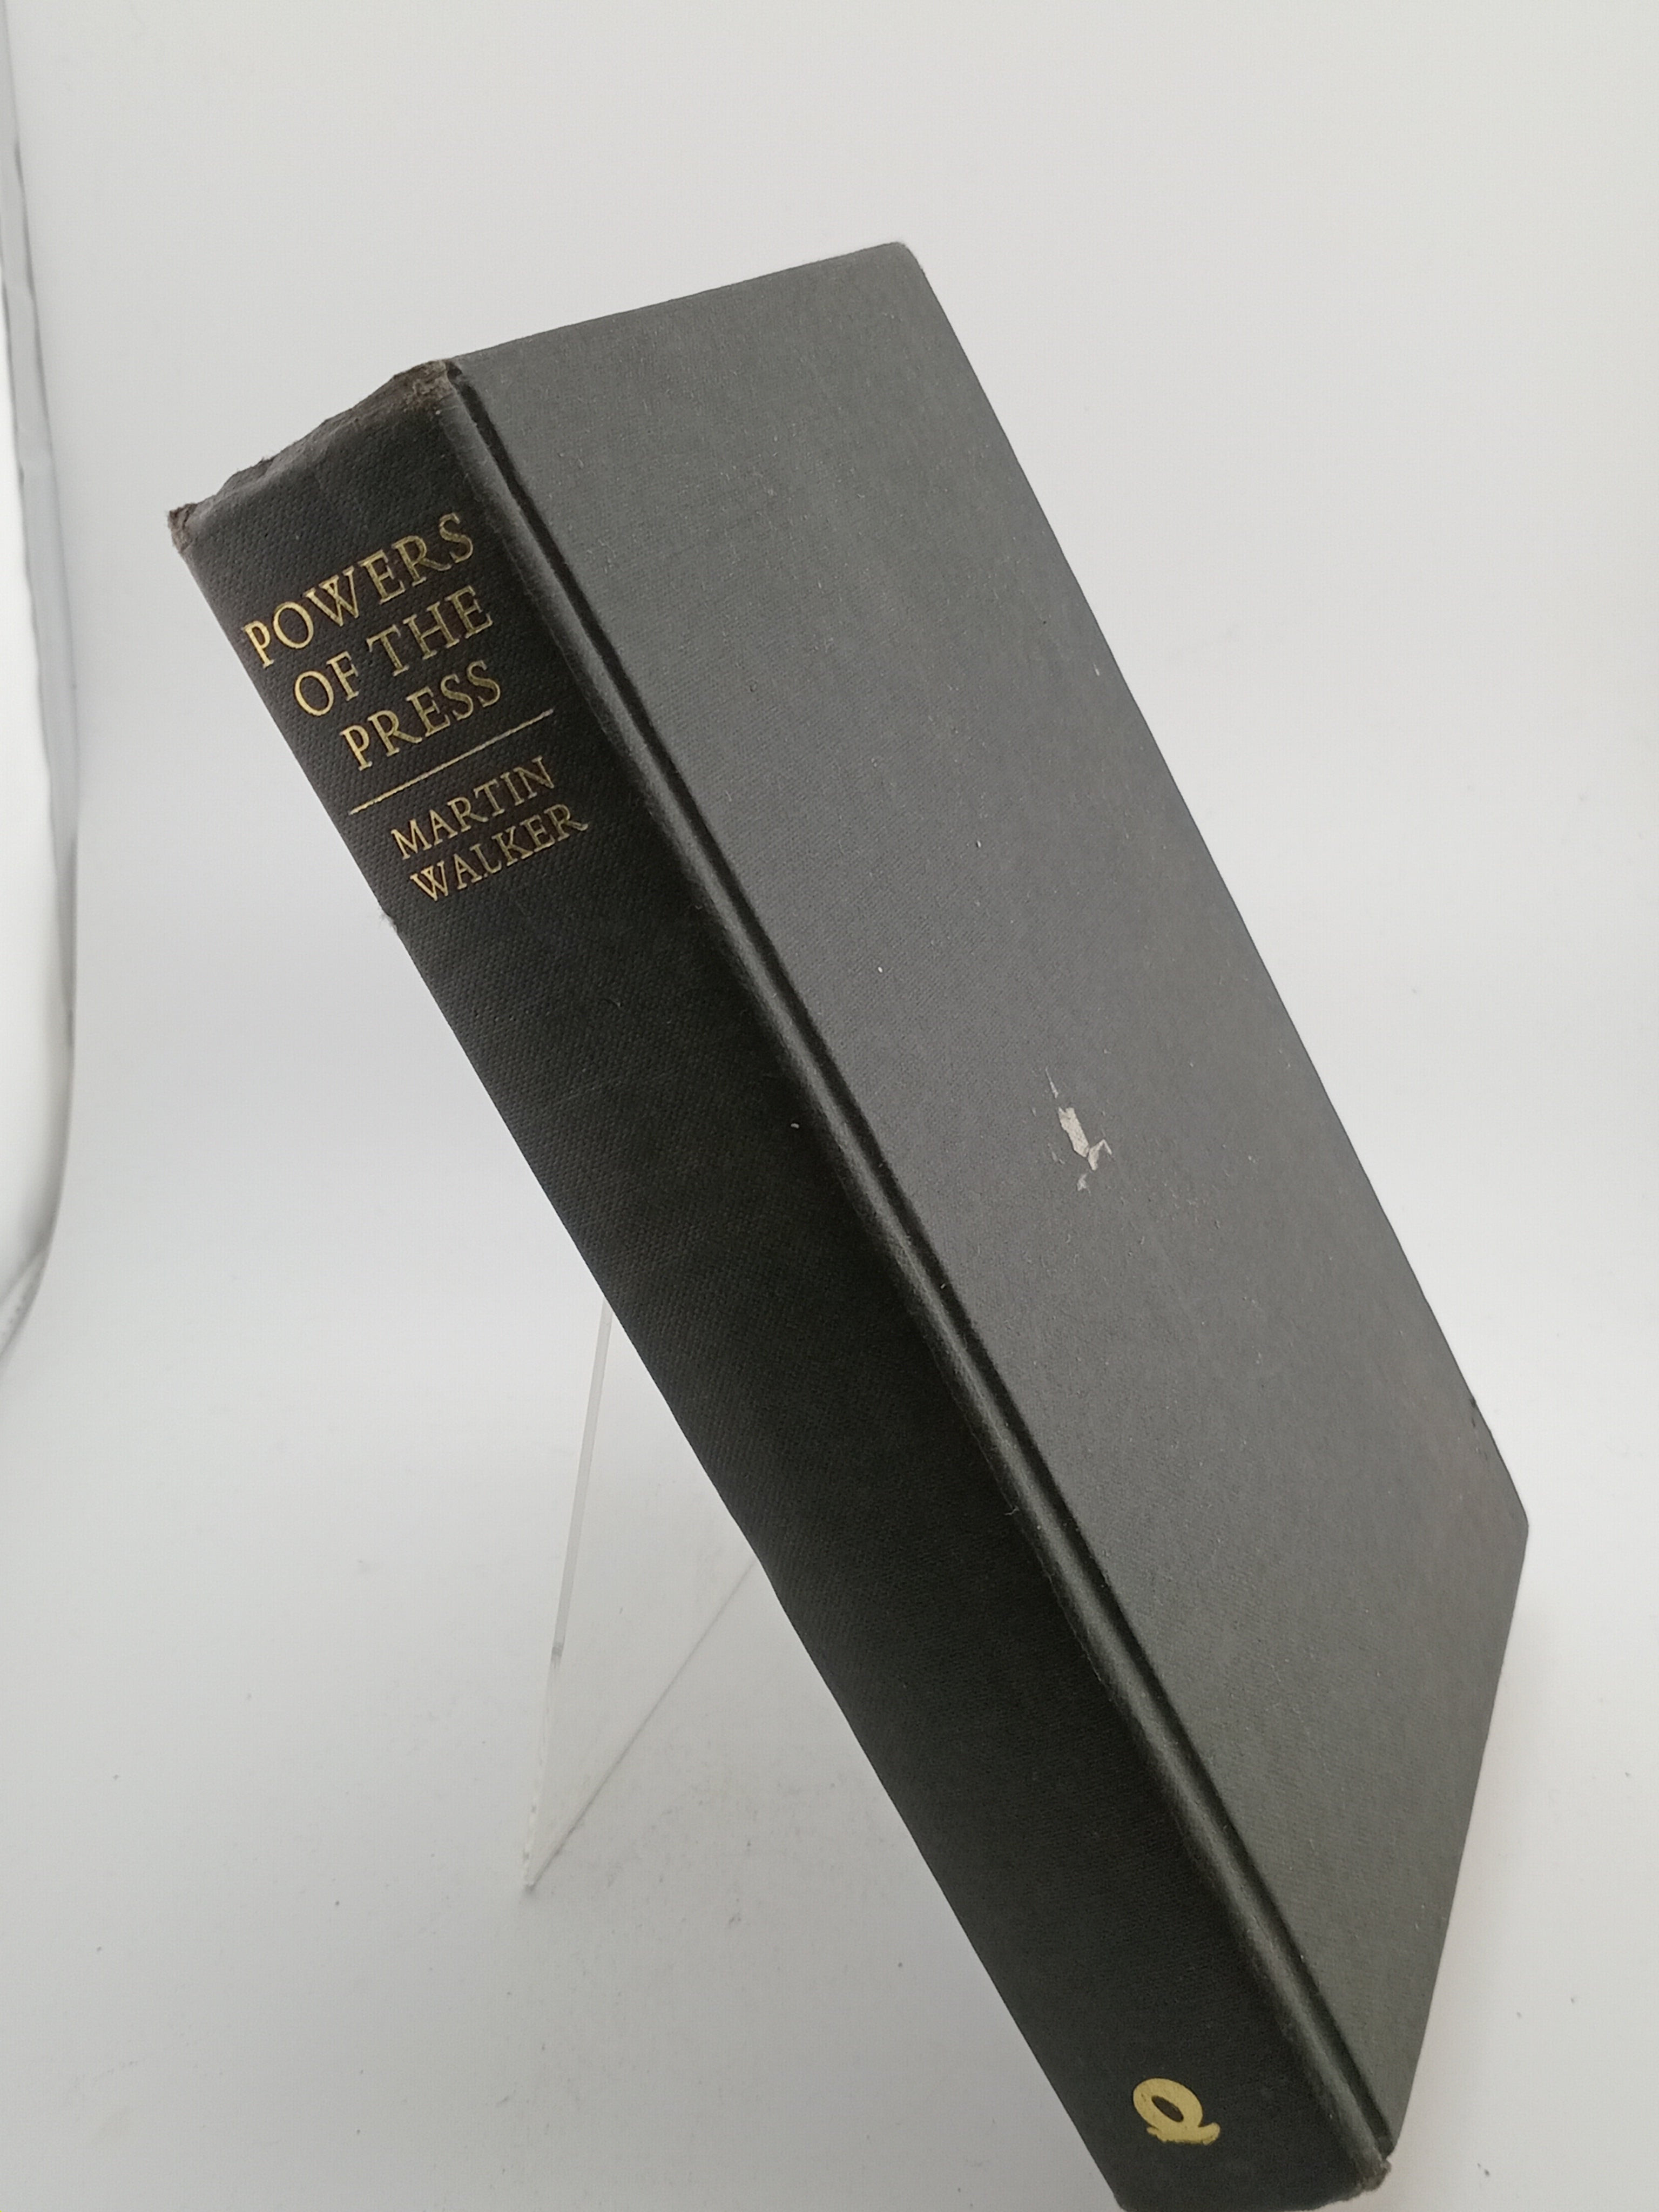 POWERS
OF THE
PRESS
MARTIN
WALKER
Q